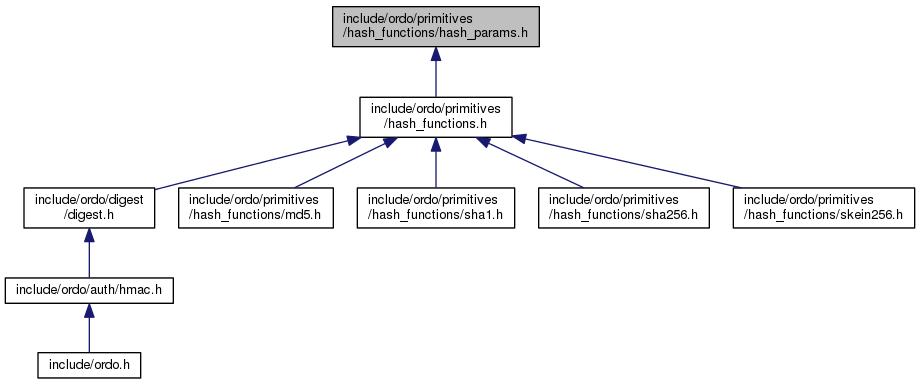 include/ordo/primitives
/hash_functions/hash_params.h
include/ordo/primitives
/hash_functions.h
include/ordo/digest
/digest.h
include/ordo/primitives
/hash_functions/md5.h
include/ordo/primitives
/hash_functions/sha1.h
include/ordo/primitives
/hash_functions/sha256.h
include/ordo/primitives
/hash_functions/skein256.h
include/ordo/auth/hmac.h
include/ordo.h